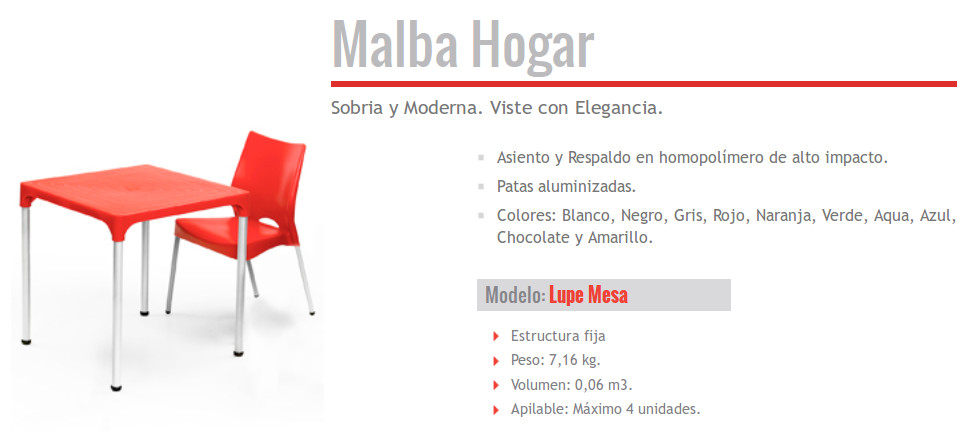 Malba Hogar
Sobria y Moderna. Viste con Elegancia.
Asiento y Respaldo en homopolímero de alto impacto.
Patas aluminizadas.
Colores: Blanco, Negro, Gris, Rojo, Naranja, Verde, Aqua, Azul,
Chocolate y Amarillo.
Modelo: Lupe Mesa
Estructura fija
Peso: 7,16 kg.
Volumen: 0,06 m3.
Apilable: Máximo 4 unidades.